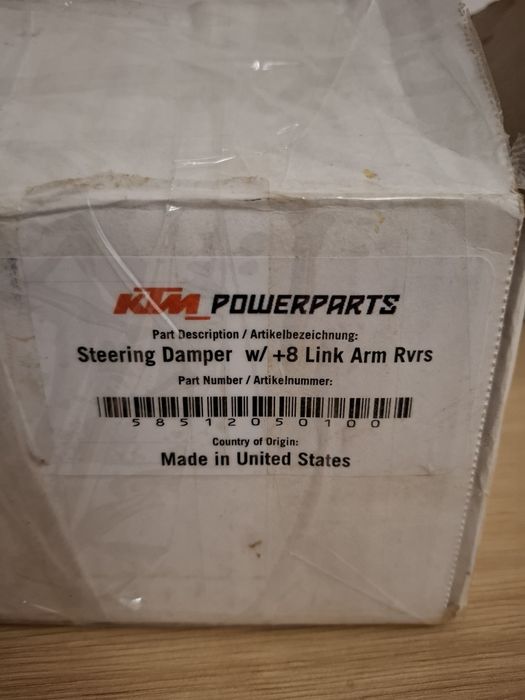 KTM POWERPARTS
Part Description / Artikelbezeichnung:
Steering Damper w/ +8 Link Arm Rvrs
Part Number / Artikelnummer:
58512050100
Country of Origin:
Made in United States